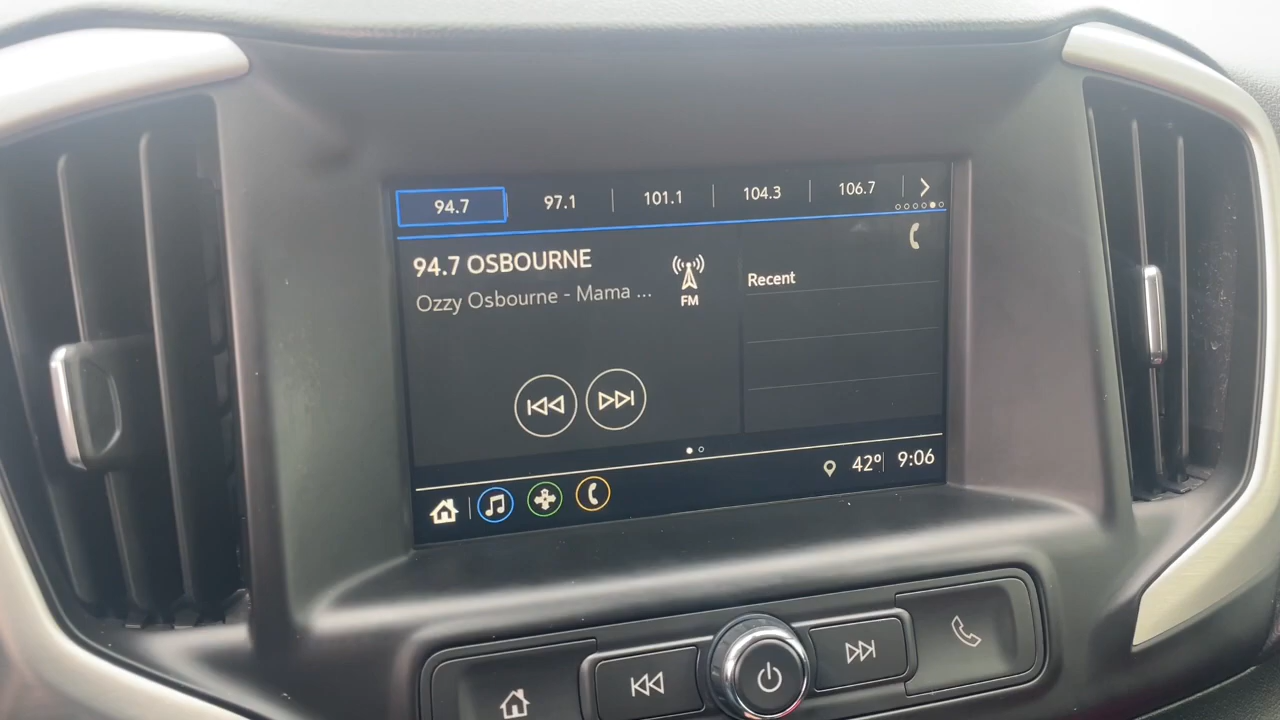 94.7 97.1 101.1 104.3 106.7
94.7 OSBOURNE
Ozzy Osbourne - Mama ...
FM
Recent
42° 9:06